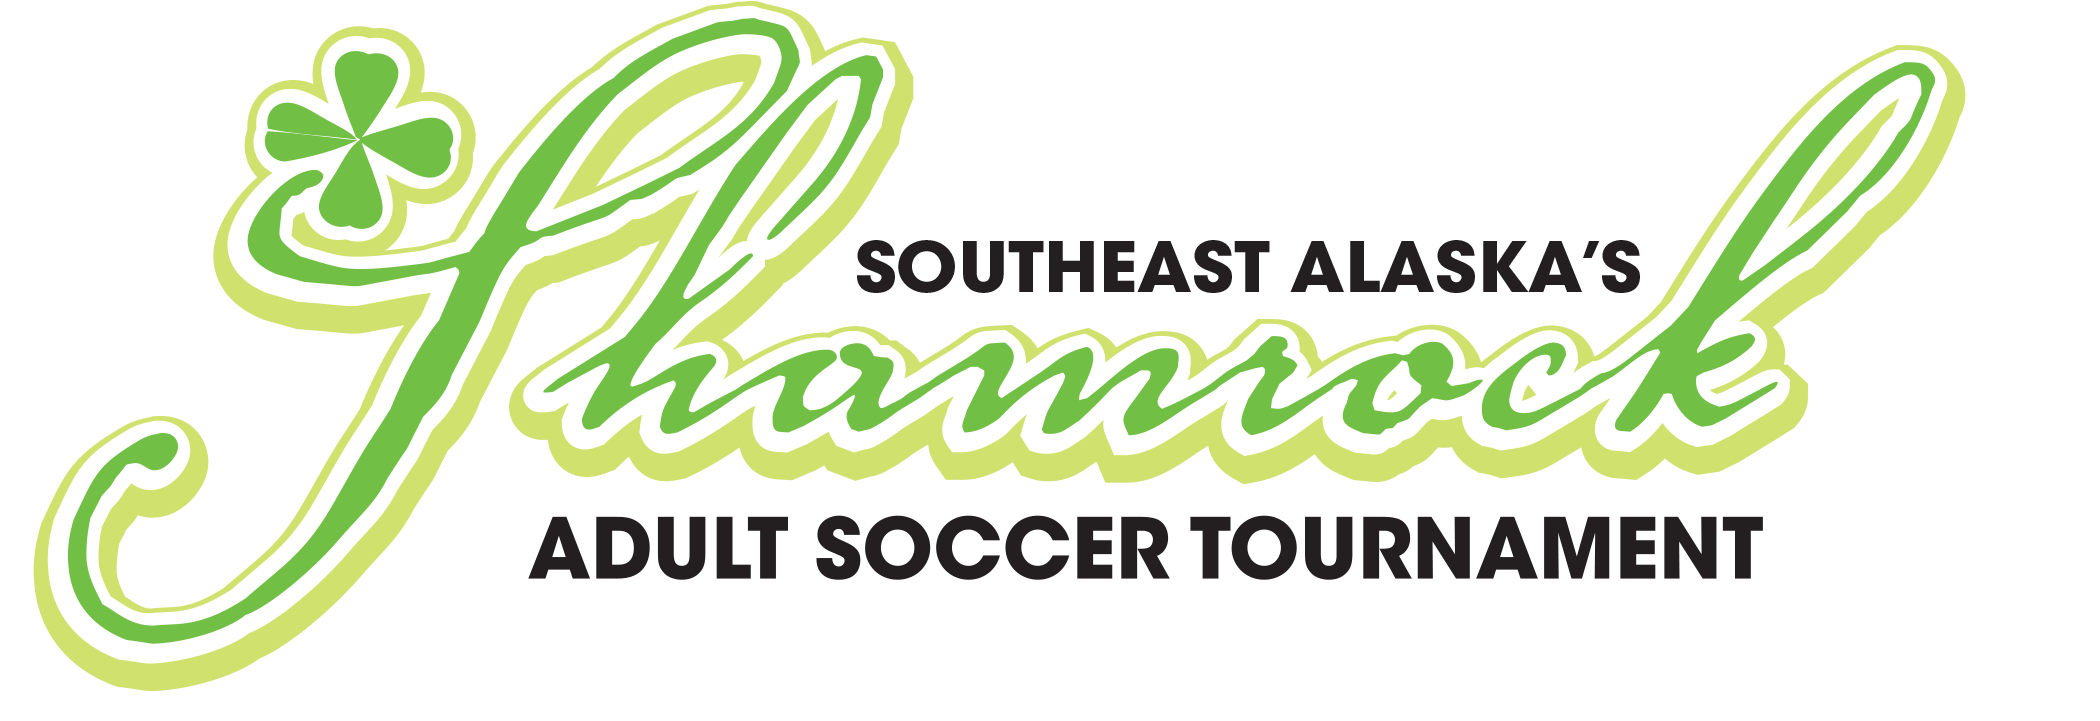 SOUTHEAST ALASKA'S
Shamrock
ADULT SOCCER TOURNAMENT